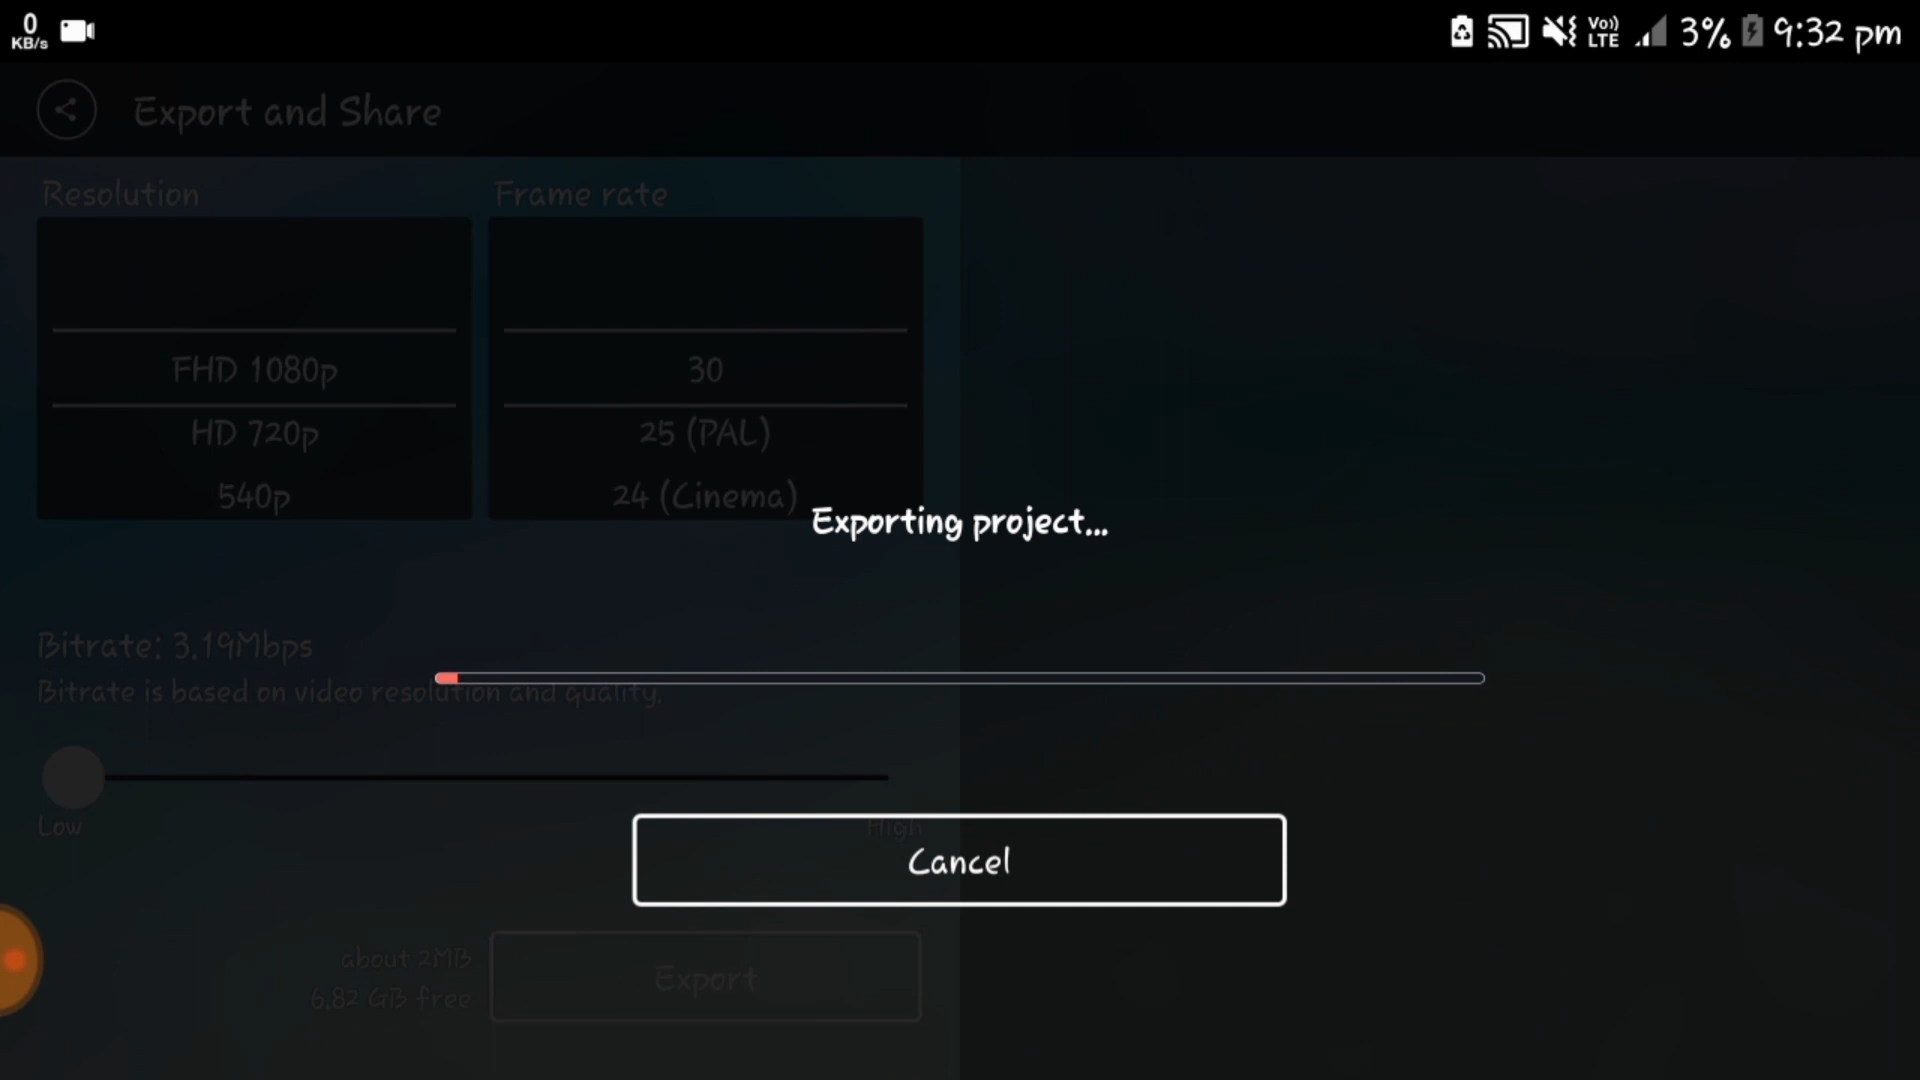 0
KB/s
Vo))
LTE
3%
9:32 pm
Export and Share
Resolution
Frame rate
FHD 1080p
HD 720p
540p
30
25 (PAL)
24 (Cinema)
Exporting project...
Bitrate: 3.19Mbps
Bitrate is based on video resolution and quality.
Low
High
Cancel
about 2MB
6.82 GB free
Export